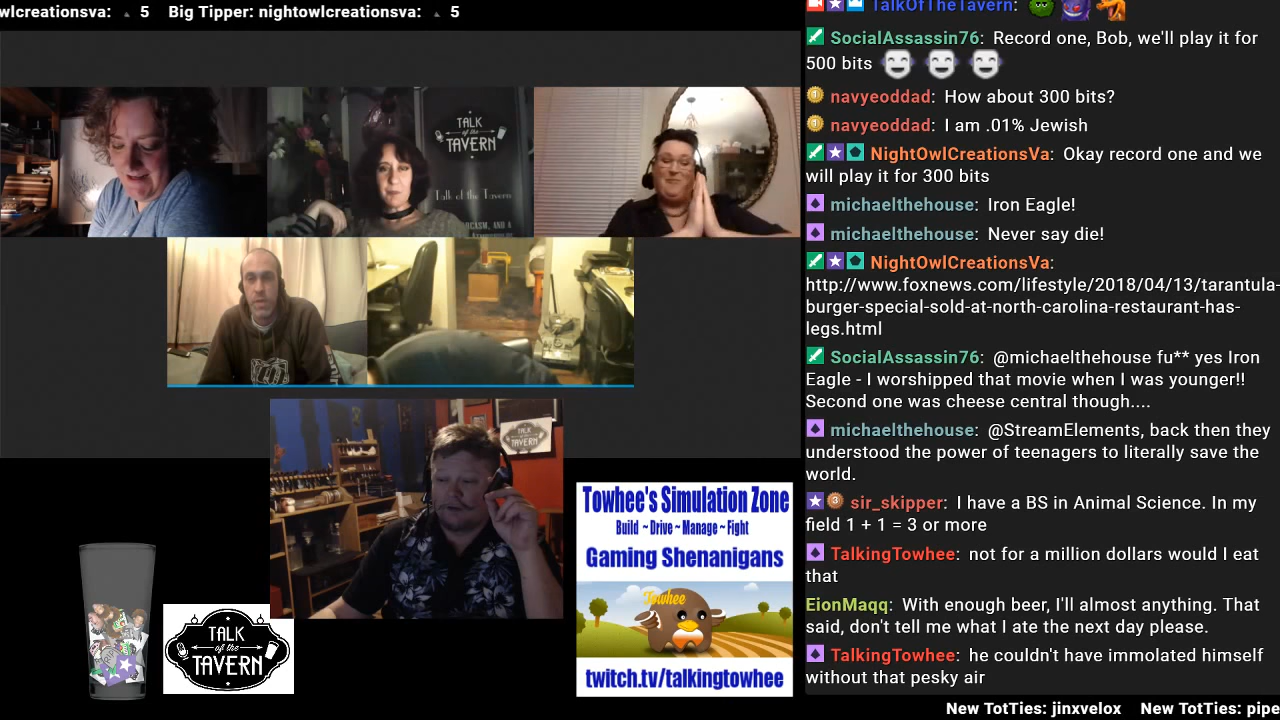 wlcreationsva: 5 Big Tipper: nightowlcreationsva: 5
TalkOfTheTavern:
SocialAssassin76: Record one, Bob, we'll play it for
500 bits
navyeoddad: How about 300 bits?
navyeoddad: I am .01% Jewish
NightOwlCreationsVa: Okay record one and we
will play it for 300 bits
michaelthehouse: Iron Eagle!
michaelthehouse: Never say die!
NightOwlCreationsVa:
http://www.foxnews.com/lifestyle/2018/04/13/tarantula-
burger-special-sold-at-north-carolina-restaurant-has-
legs.html
SocialAssassin76: @michaelthehouse fu** yes Iron
Eagle - I worshipped that movie when I was younger!!
Second one was cheese central though....
michaelthehouse: @StreamElements, back then they
understood the power of teenagers to literally save the
world.
sir_skipper: I have a BS in Animal Science. In my
field 1 + 1 = 3 or more
TalkingTowhee: not for a million dollars would I eat
that
EionMaqq: With enough beer, I'll almost anything. That
said, don't tell me what I ate the next day please.
TalkingTowhee: he couldn't have immolated himself
without that pesky air
TALK
of the
TAVERN
Talk of the Tavern
SARCASM, AND A
TALK
of the
TAVERN
Towhee's Simulation Zone
Build ~ Drive ~ Manage ~ Fight
Gaming Shenanigans
Towhee
twitch.tv/talkingtowhee
TALK
of the
TAVERN
New TotTies: jinxvelox New TotTies: pipe